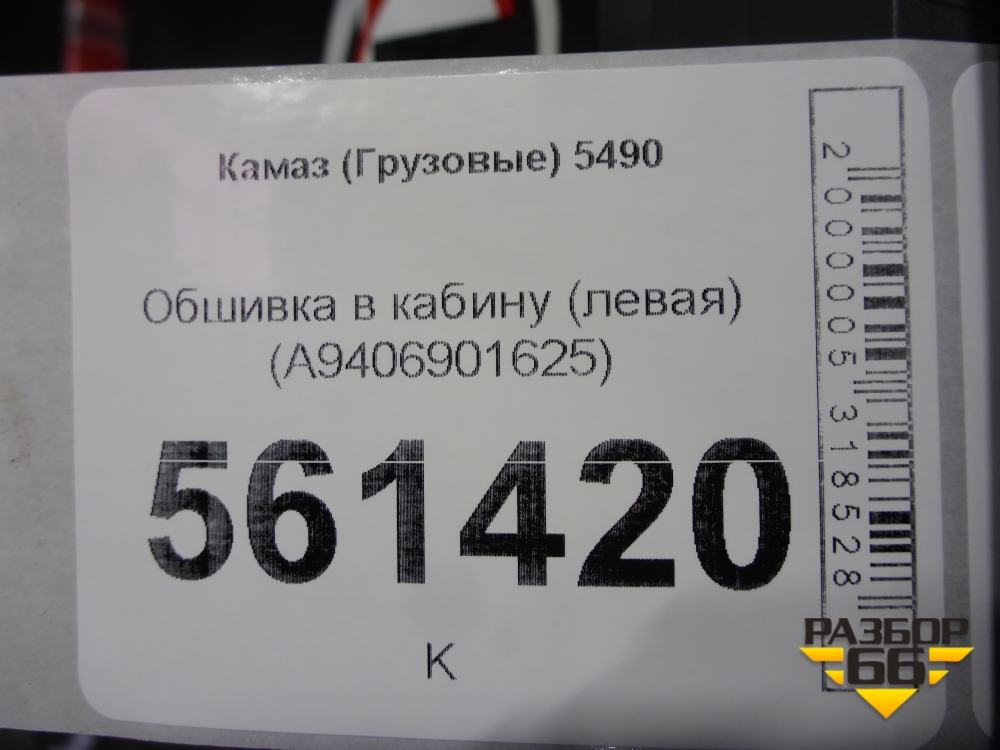 Камаз (Грузовые) 5490
Обшивка в кабину (левая)
(A9406901625)
561420
К
2000005318528
РАЗБОР
66